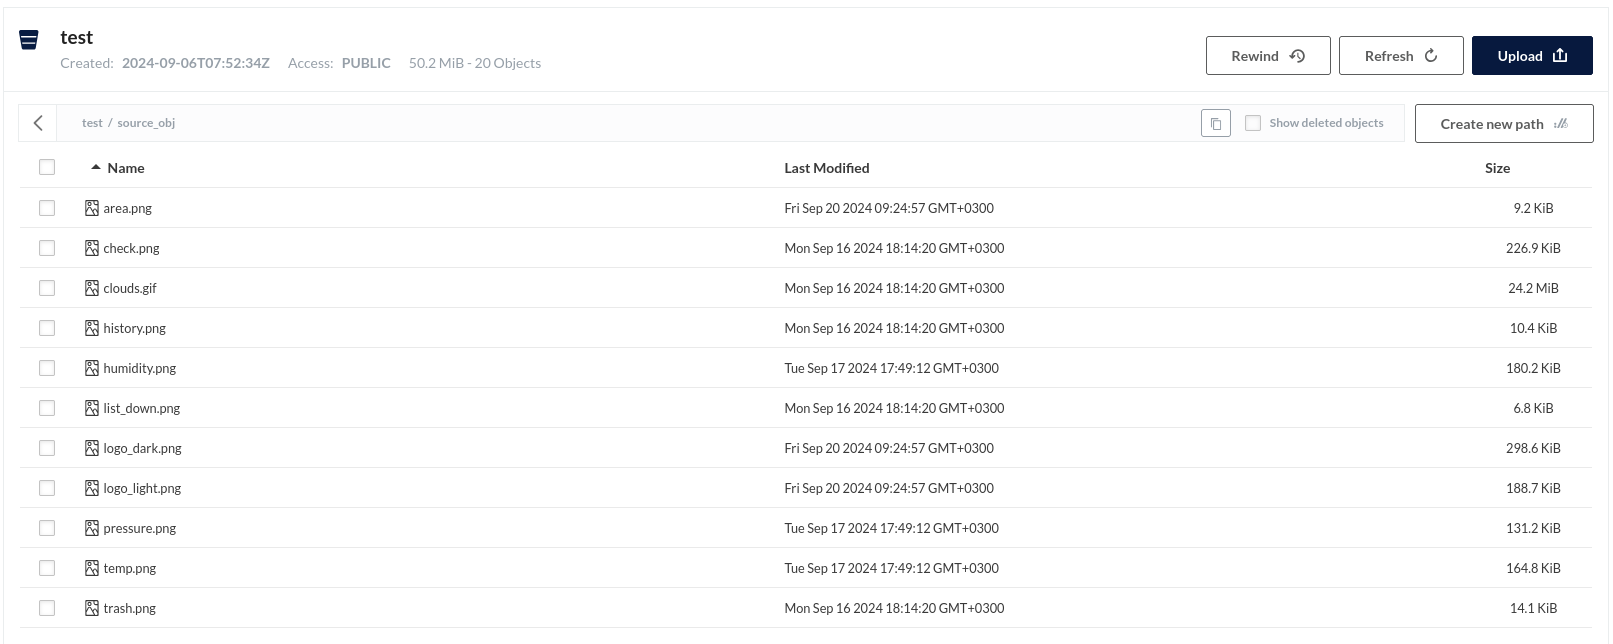 test
Created: 2024-09-06T07:52:34Z Access: PUBLIC 50.2 MiB - 20 Objects
Rewind Refresh Upload
test / source_obj Show deleted objects Create new path
Name Last Modified Size
area.png Fri Sep 20 2024 09:24:57 GMT+0300 9.2 KiB
check.png Mon Sep 16 2024 18:14:20 GMT+0300 226.9 KiB
clouds.gif Mon Sep 16 2024 18:14:20 GMT+0300 24.2 MiB
history.png Mon Sep 16 2024 18:14:20 GMT+0300 10.4 KiB
humidity.png Tue Sep 17 2024 17:49:12 GMT+0300 180.2 KiB
list_down.png Mon Sep 16 2024 18:14:20 GMT+0300 6.8 KiB
logo_dark.png Fri Sep 20 2024 09:24:57 GMT+0300 298.6 KiB
logo_light.png Fri Sep 20 2024 09:24:57 GMT+0300 188.7 KiB
pressure.png Tue Sep 17 2024 17:49:12 GMT+0300 131.2 KiB
temp.png Tue Sep 17 2024 17:49:12 GMT+0300 164.8 KiB
trash.png Mon Sep 16 2024 18:14:20 GMT+0300 14.1 KiB